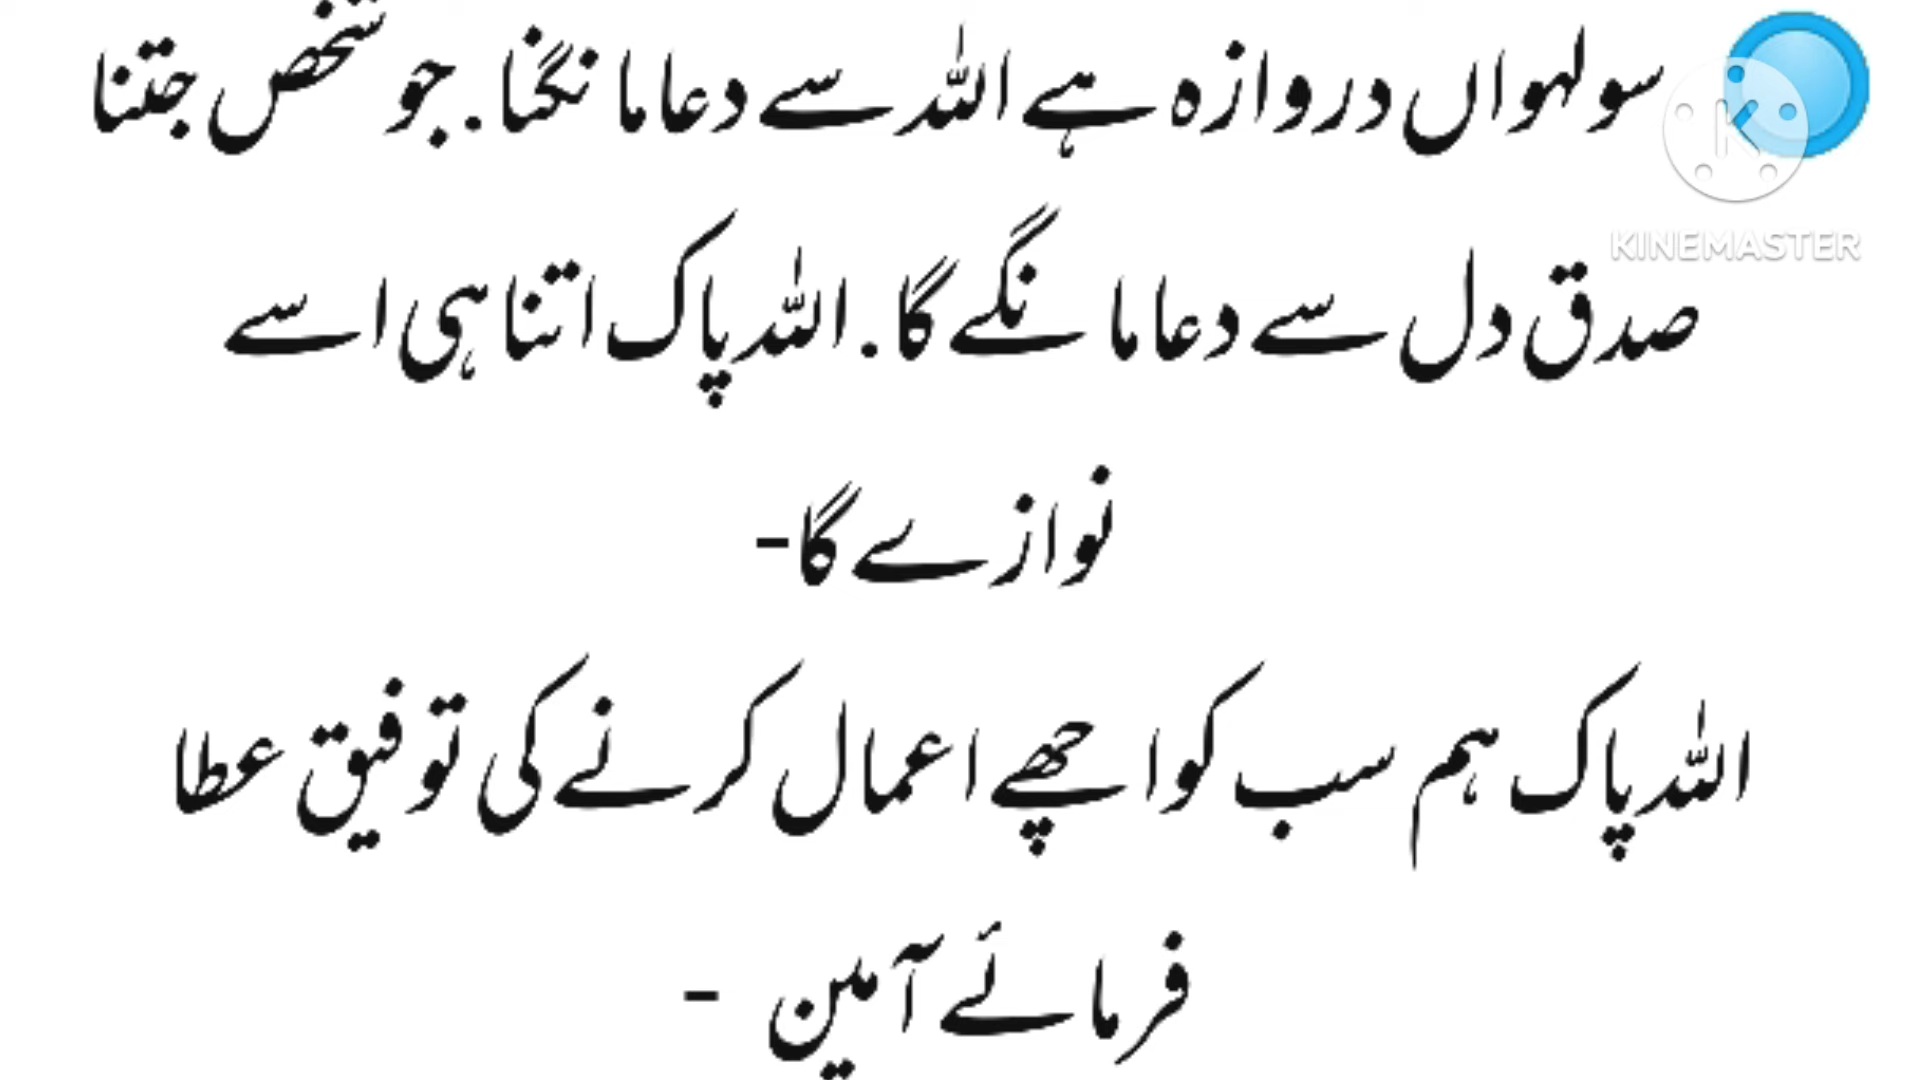 سولہواں دروازہ ہے اللہ سے دعا مانگنا. جو شخص جتنا
KINEMASTER
صدق دل سے دعا مانگے گا. اللہ پاک اتنا ہی اسے
نوازے گا-
اللہ پاک ہم سب کو اچھے اعمال کرنے کی توفیق عطا
فرمائے آمین -